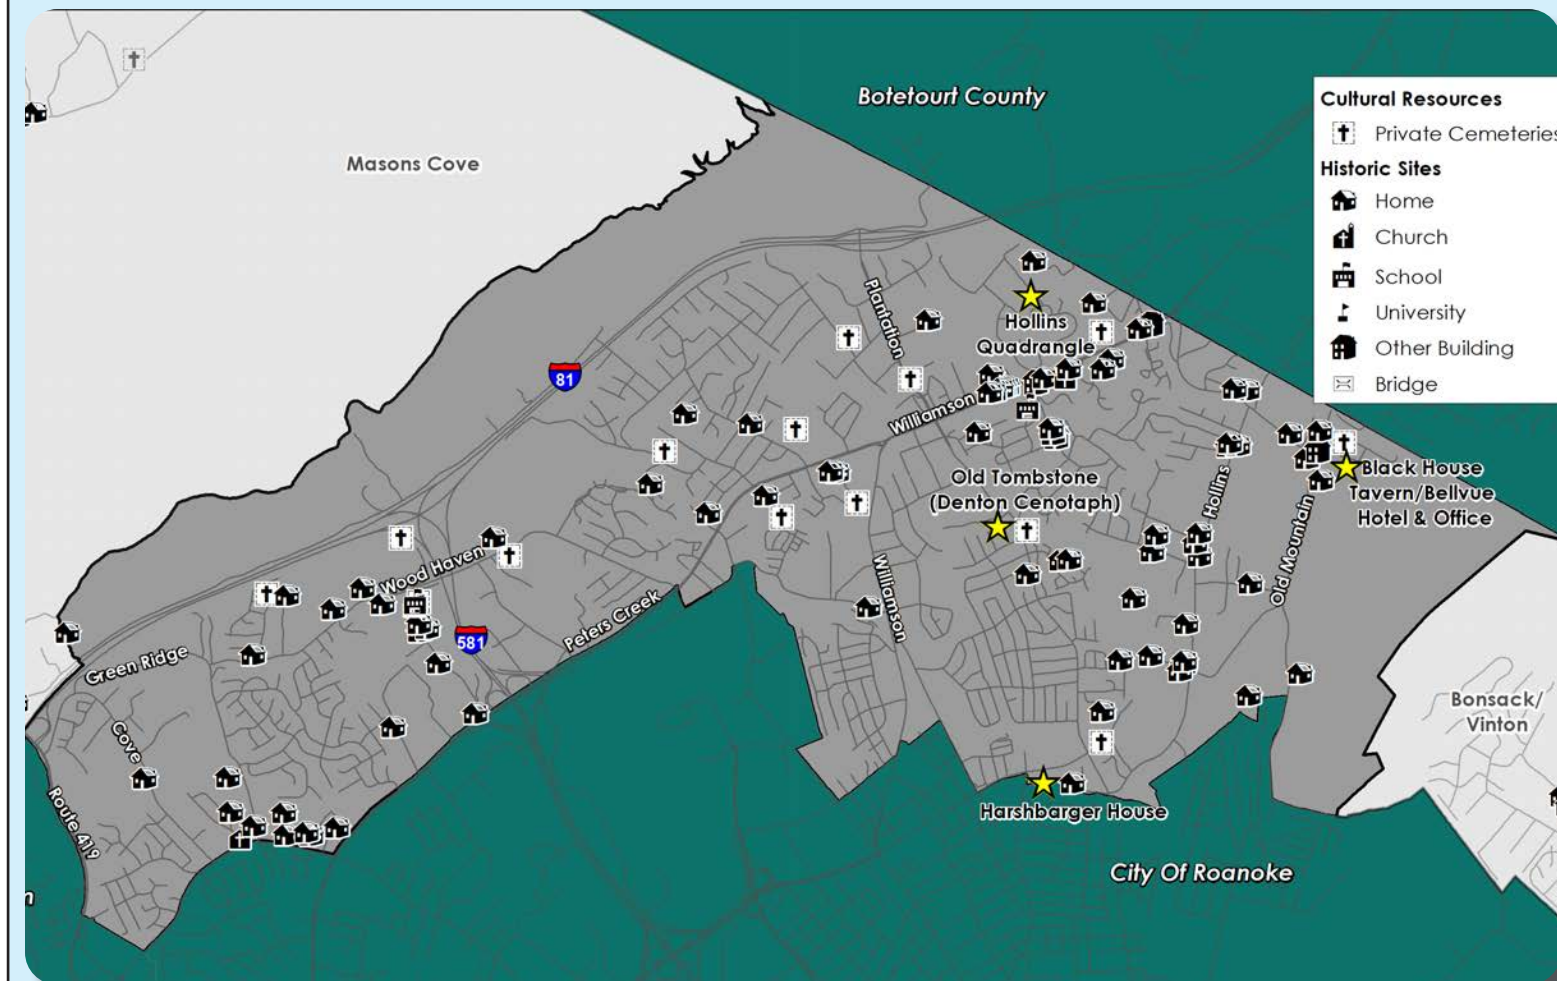 Botetourt County
Masons Cove
Cultural Resources
Private Cemeteries
Historic Sites
Home
Church
School
University
Other Building
Bridge
Plantation
Hollins
Quadrangle
81
Williamson
Old Tombstone
(Denton Cenotaph)
Hollins
Black House
Tavern/Bellvue
Hotel & Office
Old Mountain
Wood Haven
Williamson
Peters Creek
581
Green Ridge
Cove
Route 419
Bonsack/
Vinton
Harshbarger House
City Of Roanoke